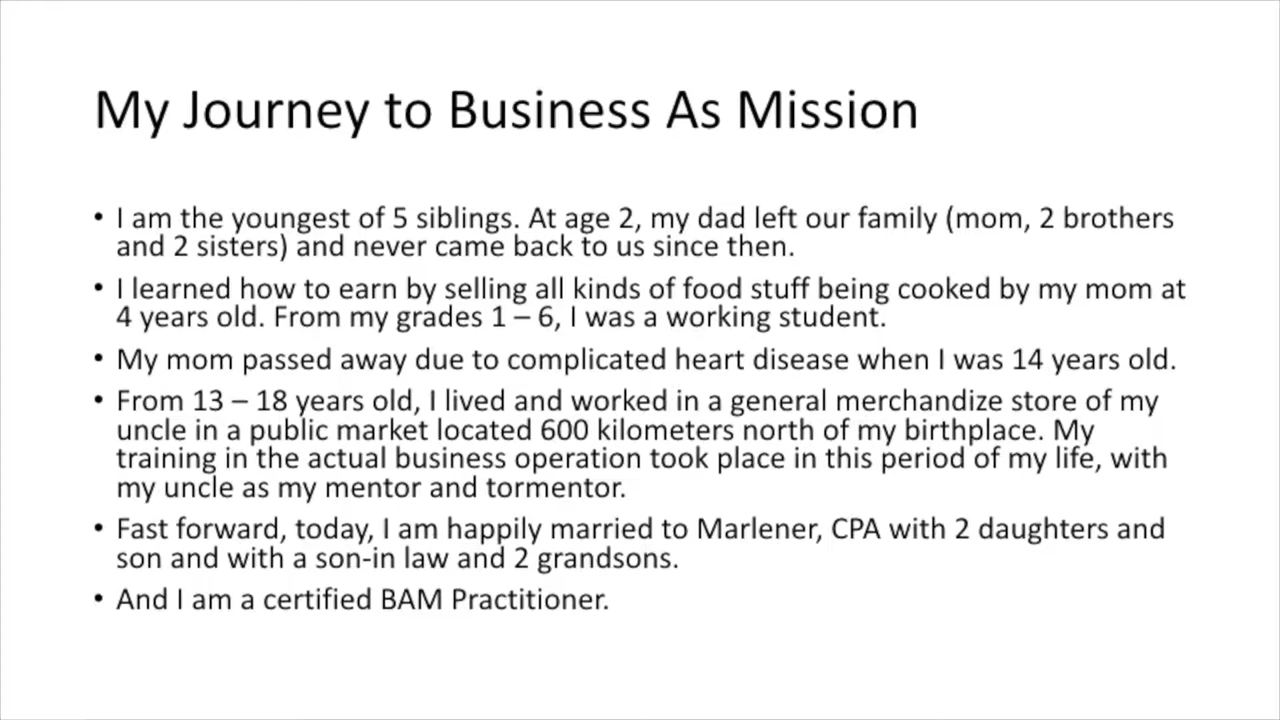 My Journey to Business As Mission
• I am the youngest of 5 siblings. At age 2, my dad left our family (mom, 2 brothers
and 2 sisters) and never came back to us since then.
• I learned how to earn by selling all kinds of food stuff being cooked by my mom at
4 years old. From my grades 1 – 6, I was a working student.
• My mom passed away due to complicated heart disease when I was 14 years old.
• From 13 – 18 years old, I lived and worked in a general merchandize store of my
uncle in a public market located 600 kilometers north of my birthplace. My
training in the actual business operation took place in this period of my life, with
my uncle as my mentor and tormentor.
• Fast forward, today, I am happily married to Marlener, CPA with 2 daughters and
son and with a son-in law and 2 grandsons.
• And I am a certified BAM Practitioner.